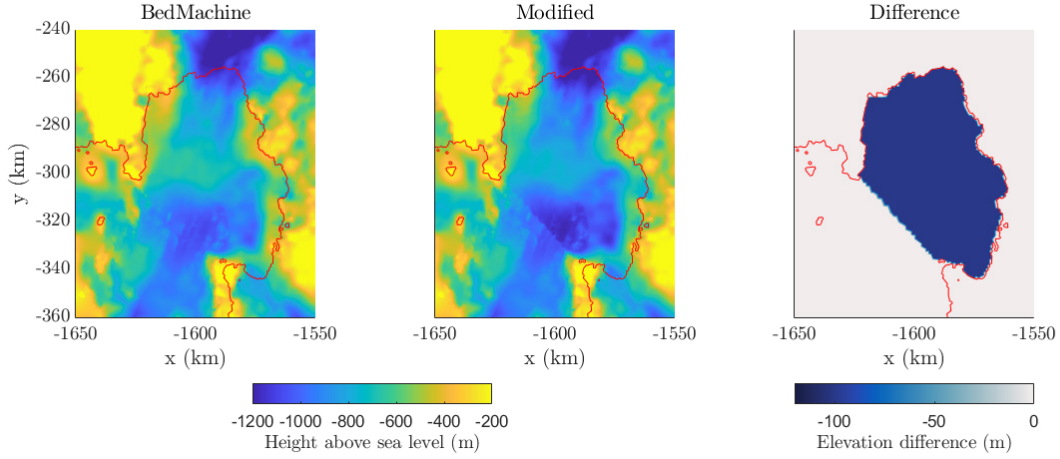 BedMachine Modified Difference
-240
-260
-280
-300
-320
-340
-360
y (km)
-1650 -1600 -1550 -1650 -1600 -1550 -1650 -1600 -1550
x (km) x (km) x (km)
-1200 -1000 -800 -600 -400 -200 -100 -50 0
Height above sea level (m) Elevation difference (m)